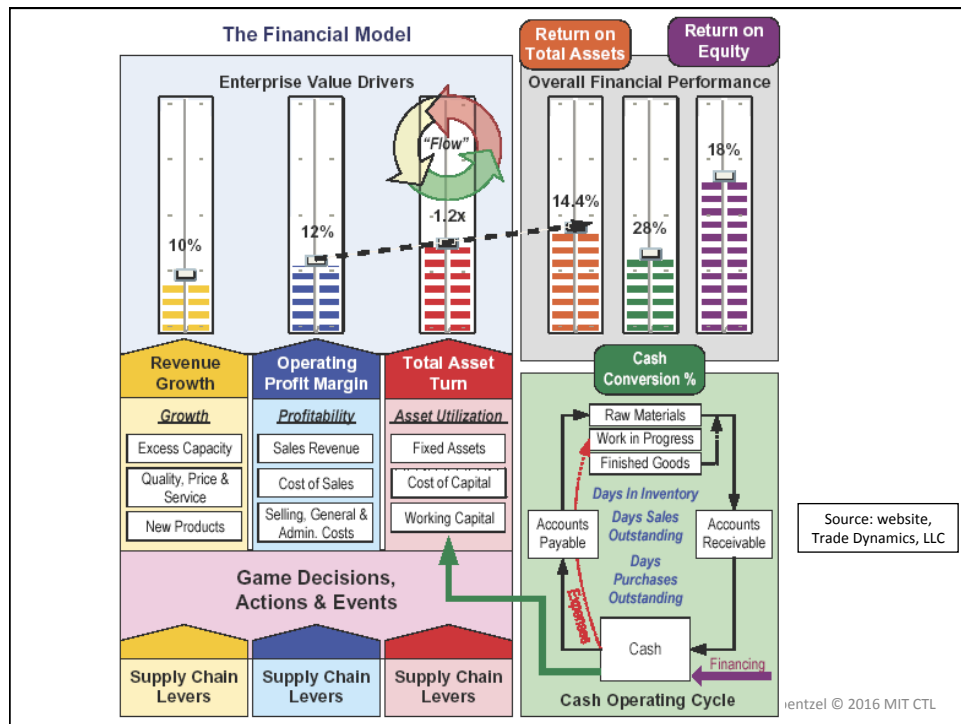 The Financial Model
Return on
Total Assets
Return on
Equity
Enterprise Value Drivers
Overall Financial Performance
"Flow"
10%
12%
1.2x
14.4%
28%
18%
Revenue
Growth
Operating
Profit Margin
Total Asset
Turn
Cash
Conversion %
Growth
Excess Capacity
Quality, Price &
Service
New Products
Profitability
Sales Revenue
Cost of Sales
Selling, General &
Admin. Costs
Asset Utilization
Fixed Assets
Cost of Capital
Working Capital
Raw Materials
Work in Progress
Finished Goods
Days In Inventory
Days Sales
Outstanding
Days
Purchases
Outstanding
Accounts
Payable
Accounts
Receivable
Expenses
Cash
Financing
Cash Operating Cycle
Source: website,
Trade Dynamics, LLC
Game Decisions,
Actions & Events
Supply Chain
Levers
Supply Chain
Levers
Supply Chain
Levers
© 2016 MIT CTL